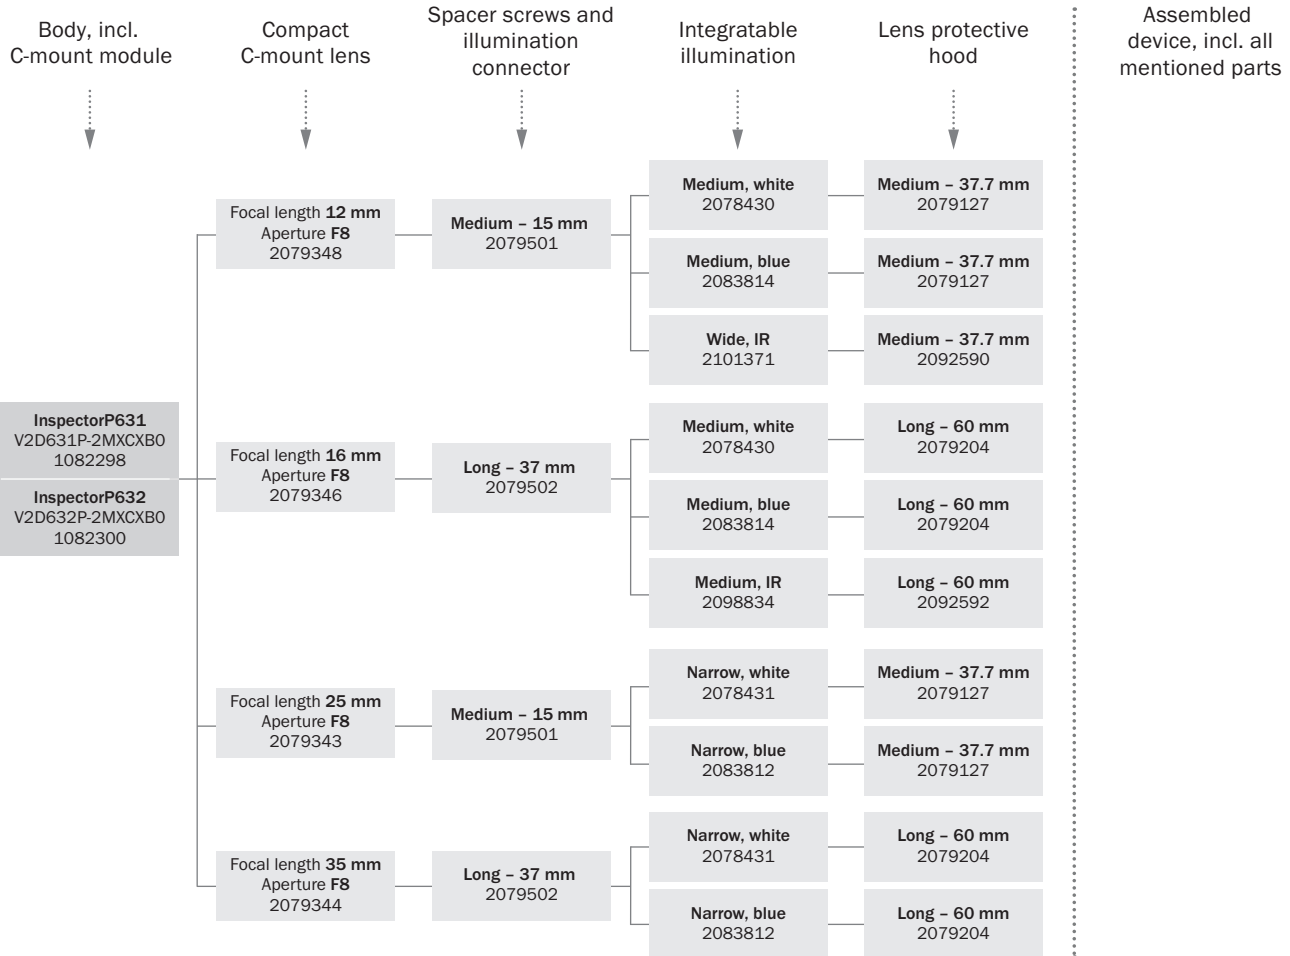 Body, incl.
C-mount module
Compact
C-mount lens
Spacer screws and
illumination
connector
Integratable
illumination
Lens protective
hood
Assembled
device, incl. all
mentioned parts
InspectorP631
V2D631P-2MXCXB0
1082298
InspectorP632
V2D632P-2MXCXB0
1082300
Focal length 12 mm
Aperture F8
2079348
Medium – 15 mm
2079501
Medium, white
2078430
Medium – 37.7 mm
2079127
Medium, blue
2083814
Medium – 37.7 mm
2079127
Wide, IR
2101371
Medium – 37.7 mm
2092590
Focal length 16 mm
Aperture F8
2079346
Long – 37 mm
2079502
Medium, white
2078430
Long – 60 mm
2079204
Medium, blue
2083814
Long – 60 mm
2079204
Medium, IR
2098834
Long – 60 mm
2092592
Focal length 25 mm
Aperture F8
2079343
Medium – 15 mm
2079501
Narrow, white
2078431
Medium – 37.7 mm
2079127
Narrow, blue
2083812
Medium – 37.7 mm
2079127
Focal length 35 mm
Aperture F8
2079344
Long – 37 mm
2079502
Narrow, white
2078431
Long – 60 mm
2079204
Narrow, blue
2083812
Long – 60 mm
2079204